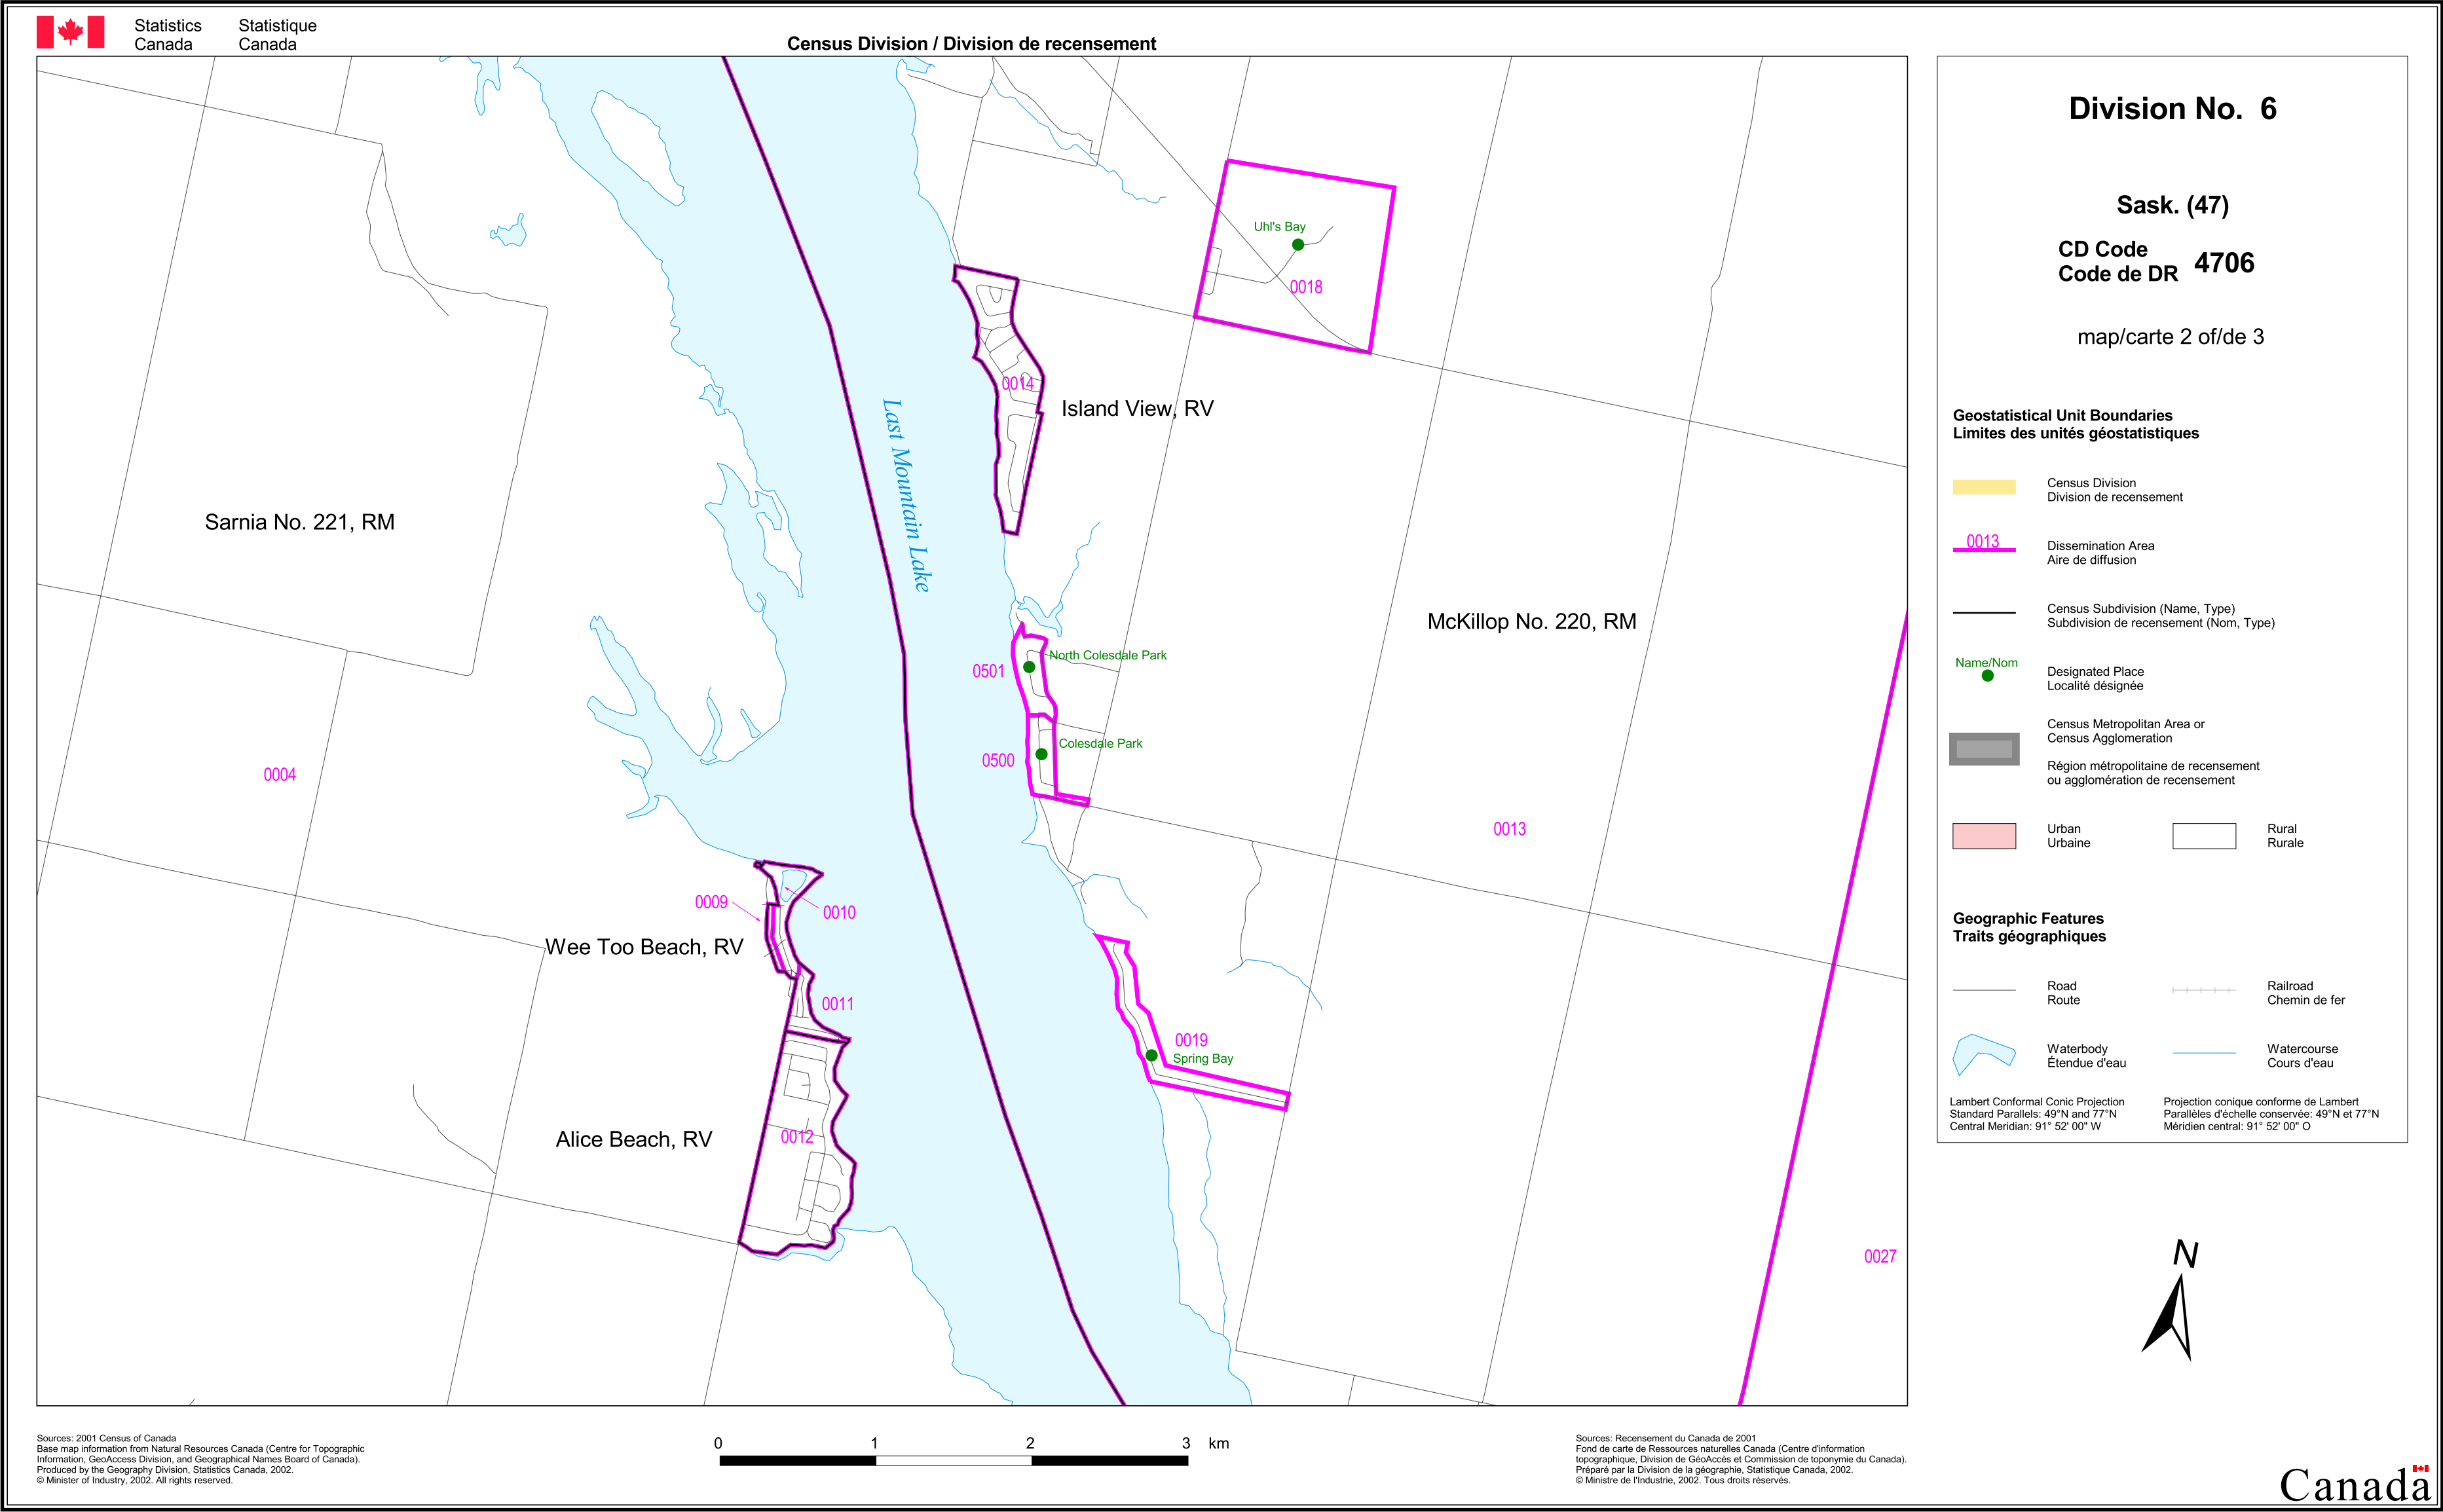 Statistics
Canada
Statistique
Canada
Census Division / Division de recensement
Uhl's Bay
0018
0014
Island View, RV
Last Mountain Lake
Sarnia No. 221, RM
McKillop No. 220, RM
North Colesdale Park
0501
Colesdale Park
0500
0004
0013
0009
0010
Wee Too Beach, RV
0011
0019
Spring Bay
Alice Beach, RV
0012
0027
Division No. 6
Sask. (47)
CD Code
Code de DR
4706
map/carte 2 of/de 3
Geostatistical Unit Boundaries
Limites des unités géostatistiques
Census Division
Division de recensement
0013
Dissemination Area
Aire de diffusion
Census Subdivision (Name, Type)
Subdivision de recensement (Nom, Type)
Name/Nom
Designated Place
Localité désignée
Census Metropolitan Area or
Census Agglomeration
Région métropolitaine de recensement
ou agglomération de recensement
Urban
Urbaine
Rural
Rurale
Geographic Features
Traits géographiques
Road
Route
Railroad
Chemin de fer
Waterbody
Étendue d'eau
Watercourse
Cours d'eau
Lambert Conformal Conic Projection
Standard Parallels: 49°N and 77°N
Central Meridian: 91° 52' 00" W
Projection conique conforme de Lambert
Parallèles d'échelle conservée: 49°N et 77°N
Méridien central: 91° 52' 00" O
N
Sources: 2001 Census of Canada
Base map information from Natural Resources Canada (Centre for Topographic
Information, GeoAccess Division, and Geographical Names Board of Canada).
Produced by the Geography Division, Statistics Canada, 2002.
© Minister of Industry, 2002. All rights reserved.
0 1 2 3 km
Sources: Recensement du Canada de 2001
Fond de carte de Ressources naturelles Canada (Centre d'information
topographique, Division de GéoAccès et Commission de toponymie du Canada).
Préparé par la Division de la géographie, Statistique Canada, 2002.
© Ministre de l'Industrie, 2002. Tous droits réservés.
Canada